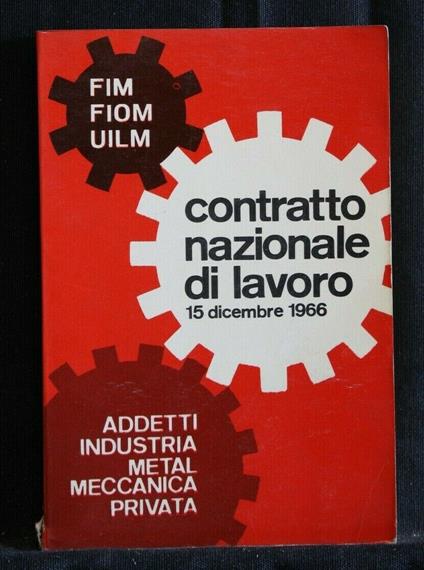 FIM
FIOM
UILM
contratto
nazionale
di lavoro
15 dicembre 1966
ADDETTI
INDUSTRIA
METAL
MECCANICA
PRIVATA